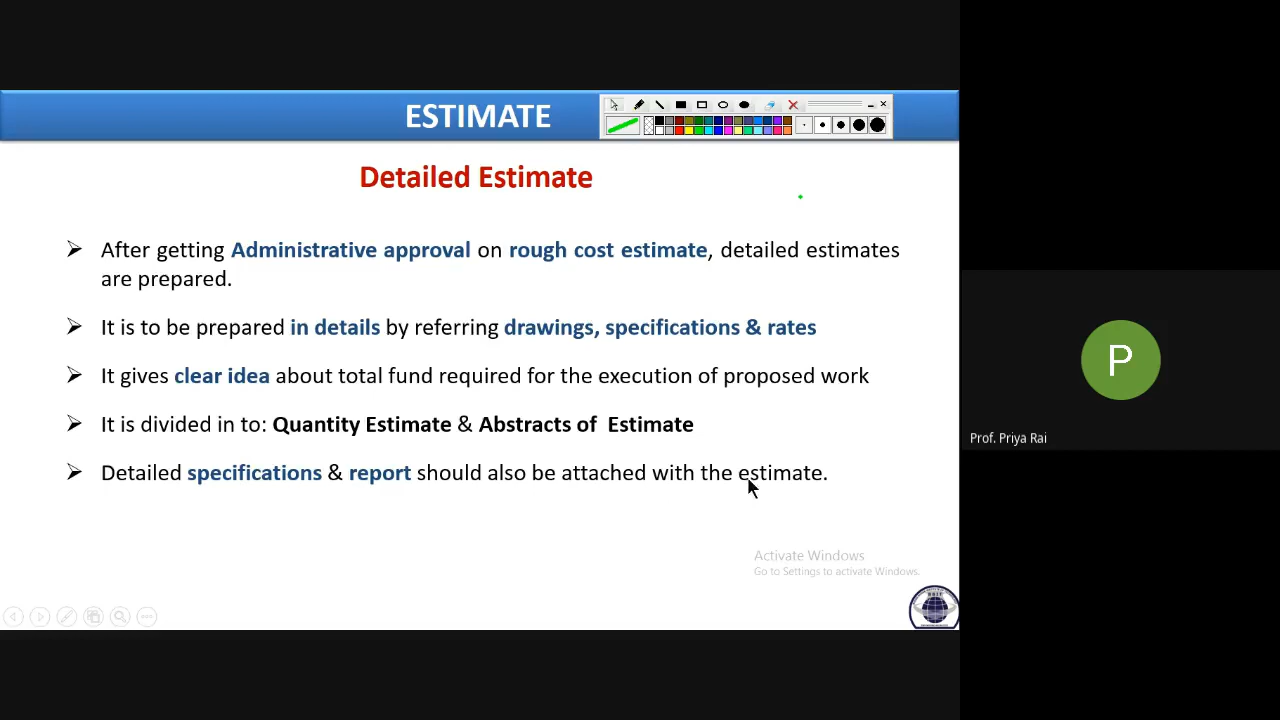 ESTIMATE
Detailed Estimate
After getting Administrative approval on rough cost estimate, detailed estimates
are prepared.
It is to be prepared in details by referring drawings, specifications & rates
It gives clear idea about total fund required for the execution of proposed work
It is divided in to: Quantity Estimate & Abstracts of  Estimate
Detailed specifications & report should also be attached with the estimate.
Activate Windows
Go to Settings to activate Windows.
P
Prof. Priya Rai